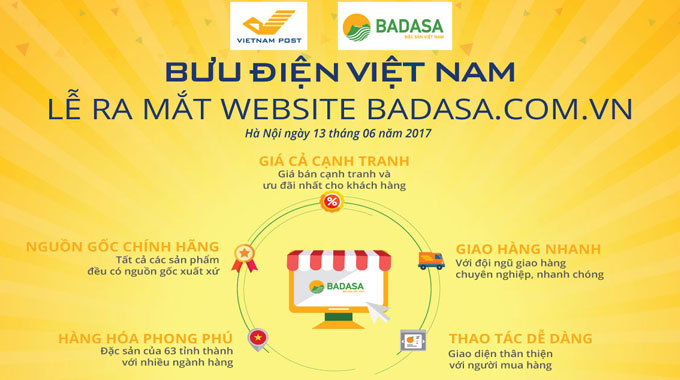 VIETNAM POST
BADASA
ĐẶC SẢN VIỆT NAM
BƯU ĐIỆN VIỆT NAM
LỄ RA MẮT WEBSITE BADASA.COM.VN
Hà Nội ngày 13 tháng 06 năm 2017
GIÁ CẢ CẠNH TRANH
Giá bán cạnh tranh và
ưu đãi nhất cho khách hàng
%
NGUỒN GỐC CHÍNH HÃNG
Tất cả các sản phẩm
đều có nguồn gốc xuất xứ
GIAO HÀNG NHANH
Với đội ngũ giao hàng
chuyên nghiệp, nhanh chóng
BADASA
HÀNG HÓA PHONG PHÚ
Đặc sản của 63 tỉnh thành
với nhiều ngành hàng
THAO TÁC DỄ DÀNG
Giao diện thân thiện
với người mua hàng